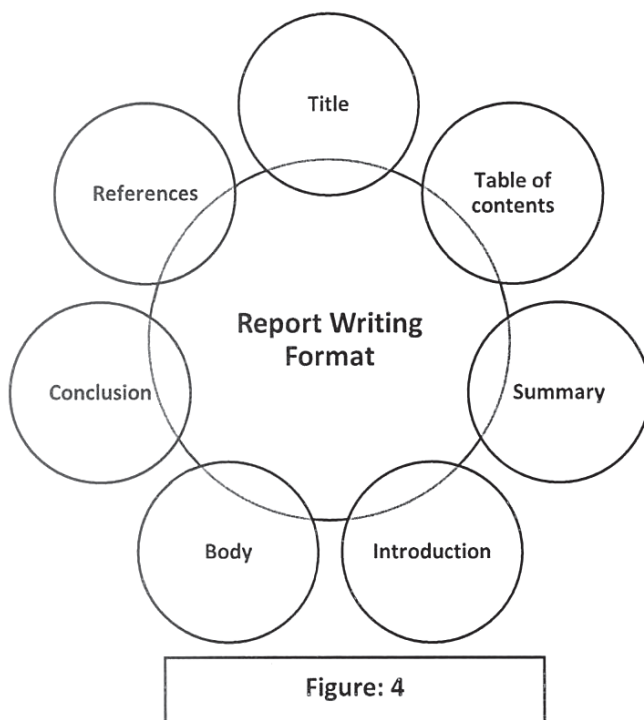 Title
Table of
contents
Summary
Introduction
Body
Conclusion
References
Report Writing
Format
Figure: 4